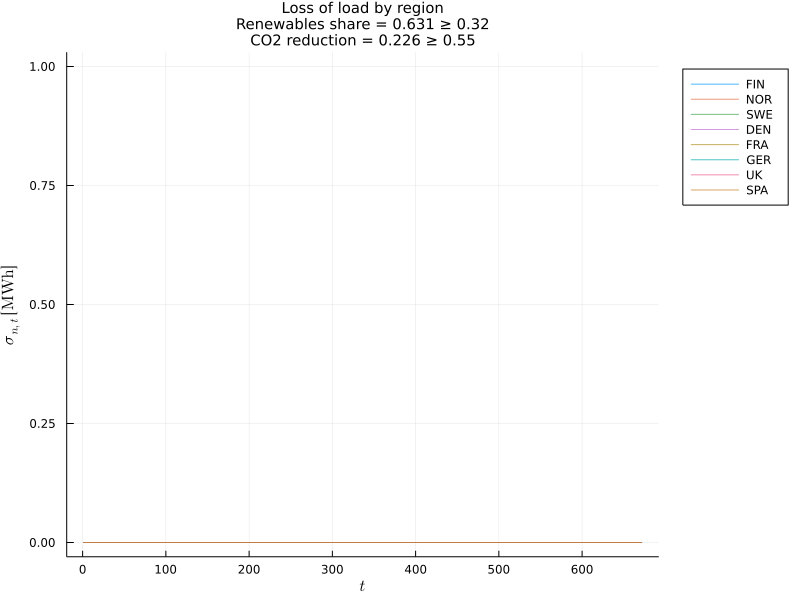 Loss of load by region
Renewables share = 0.631 ≥ 0.32
CO2 reduction = 0.226 ≥ 0.55
1.00
0.75
0.50
0.25
0.00
σn,t [MWh]
0 100 200 300 400 500 600
t
FIN
NOR
SWE
DEN
FRA
GER
UK
SPA